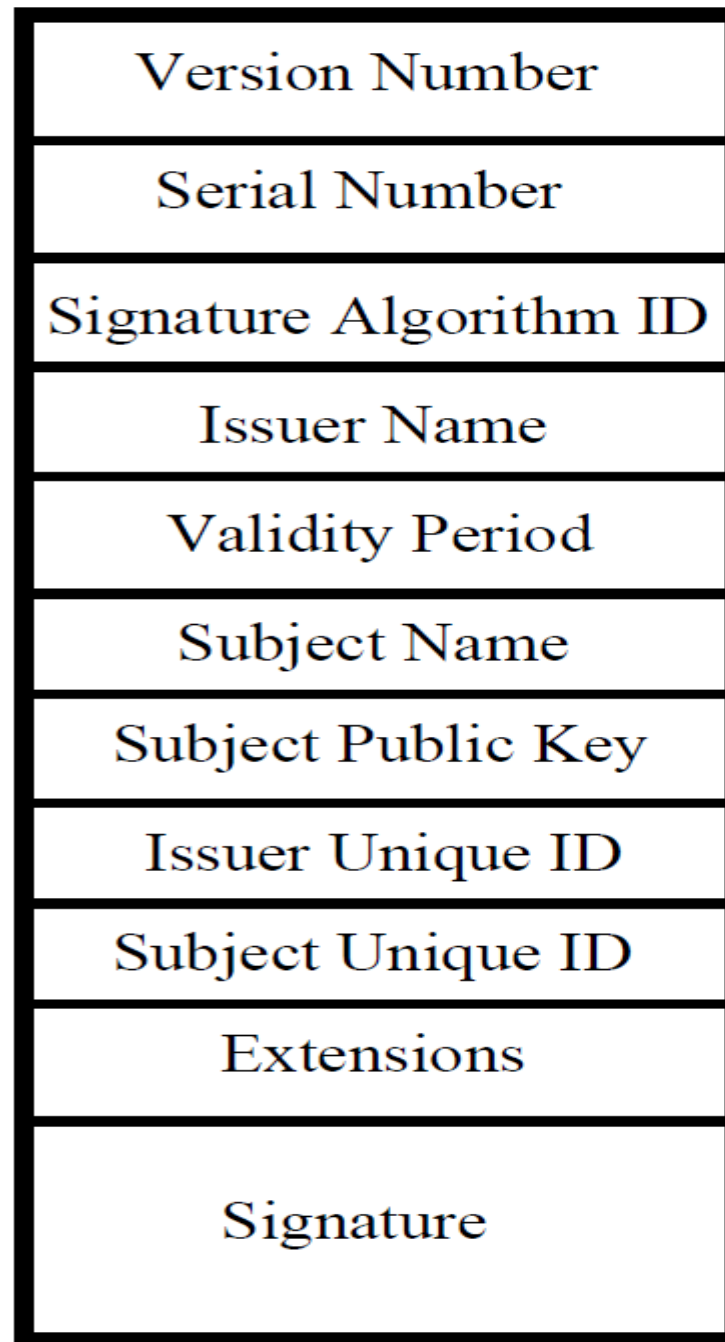 Version Number
Serial Number
Signature Algorithm ID
Issuer Name
Validity Period
Subject Name
Subject Public Key
Issuer Unique ID
Subject Unique ID
Extensions
Signature